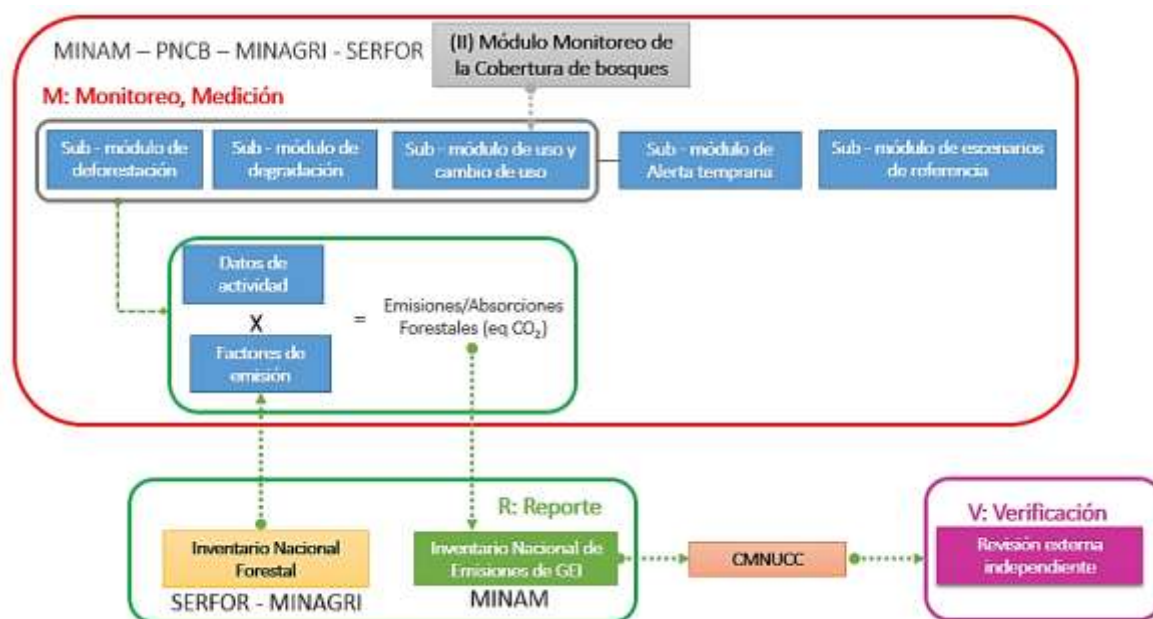 MINAM – PNCB – MINAGRI - SERFOR
(II) Módulo Monitoreo de
la Cobertura de bosques
M: Monitoreo, Medición
Sub - módulo de
deforestación
Sub - módulo de
degradación
Sub - módulo de uso y
cambio de uso
Sub - módulo de
Alerta temprana
Sub - módulo de escenarios
de referencia
Datos de
actividad
X
Factores de
emisión
=
Emisiones/Absorciones
Forestales (eq CO₂)
R: Reporte
Inventario Nacional
Forestal
SERFOR - MINAGRI
Inventario Nacional de
Emisiones de GEI
MINAM
CMNUCC
V: Verificación
Revisión externa
independiente